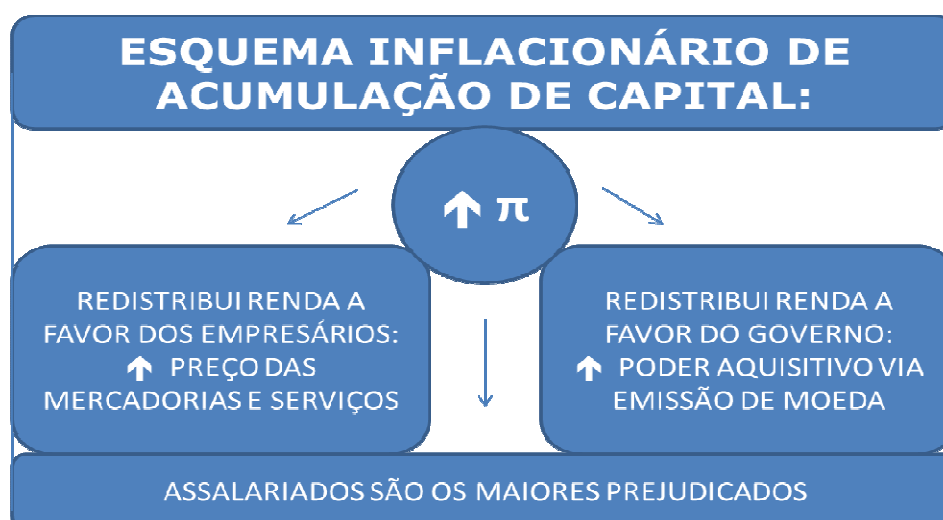 ESQUEMA INFLACIONÁRIO DE
ACUMULAÇÃO DE CAPITAL:
↑ π
REDISTRIBUI RENDA A
FAVOR DOS EMPRESÁRIOS:
↑ PREÇO DAS
MERCADORIAS E SERVIÇOS
REDISTRIBUI RENDA A
FAVOR DO GOVERNO:
↑ PODER AQUISITIVO VIA
EMISSÃO DE MOEDA
ASSALARIADOS SÃO OS MAIORES PREJUDICADOS